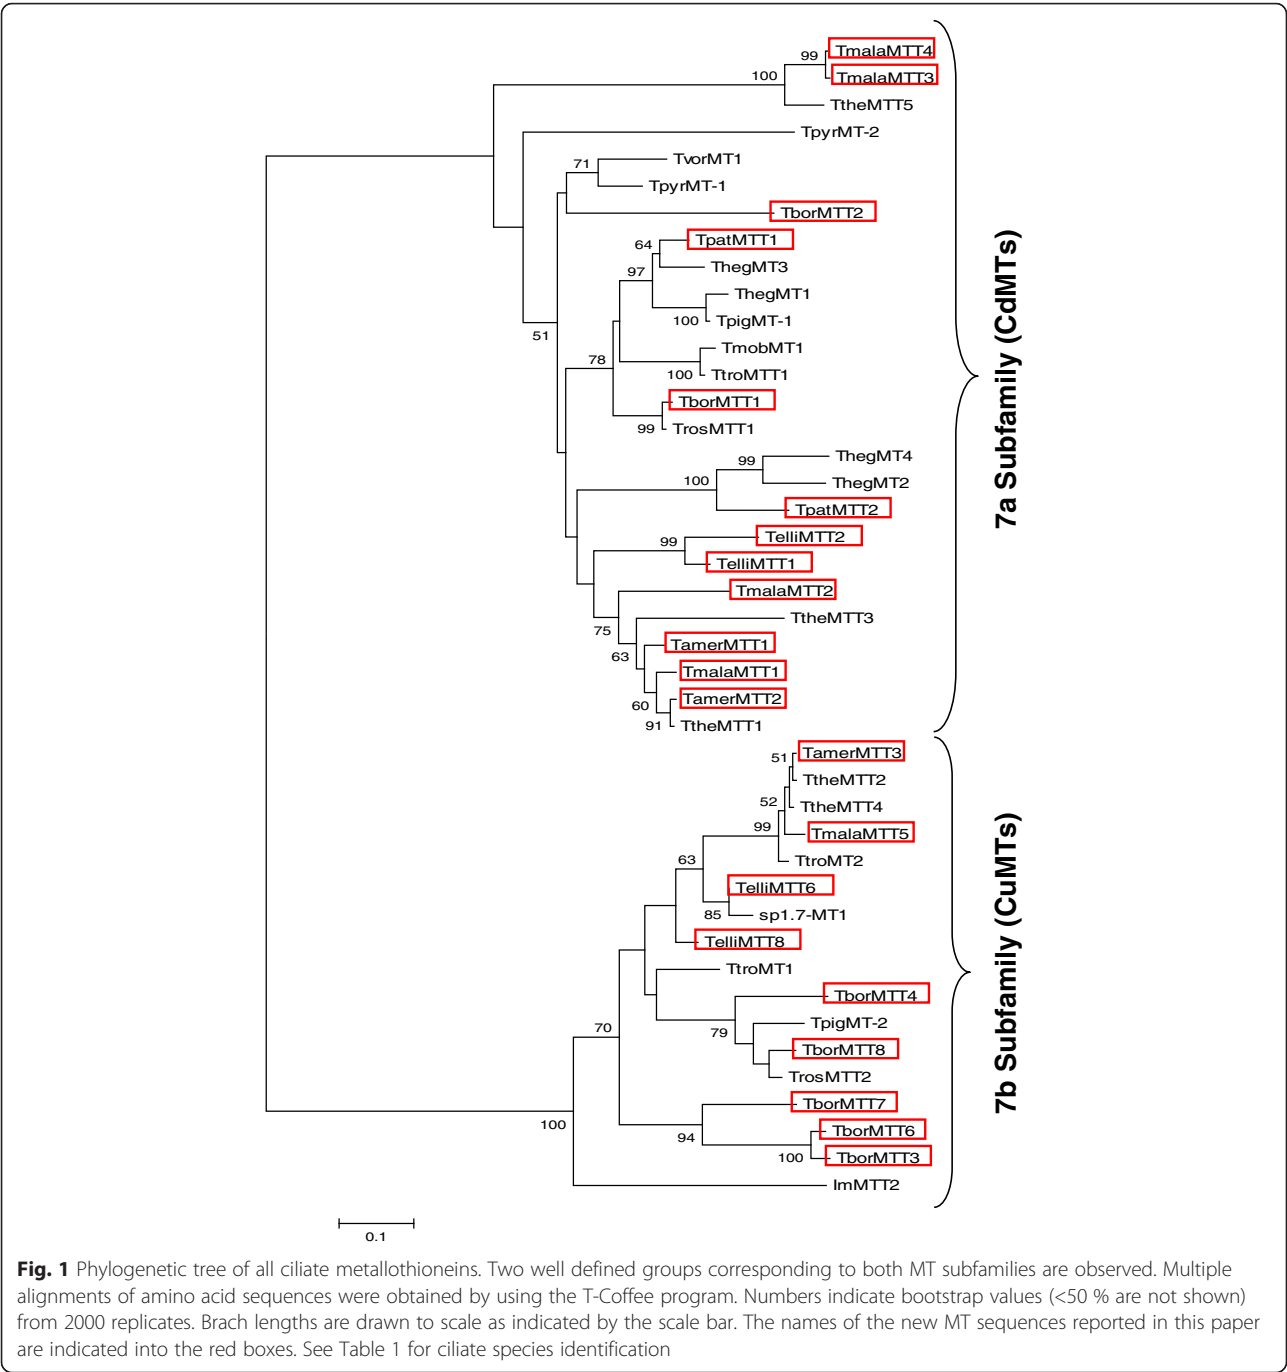 TmalaMTT4
99
TmalaMTT3
100
TtheMTT5
TpyrMT-2
TvorMT1
71
TpyrMT-1
TborMTT2
TpatMTT1
64
ThegMT3
97
ThegMT1
TpigMT-1
100
51
TmobMT1
78
TtroMTT1
100
TborMTT1
TrosMTT1
99
ThegMT4
99
ThegMT2
100
TpatMTT2
TelliMTT2
99
TelliMTT1
TmalaMTT2
TtheMTT3
75
TamerMTT1
63
TmalaMTT1
TamerMTT2
60
TtheMTT1
91
7a Subfamily (CdMTs)
TamerMTT3
51
TtheMTT2
52
TtheMTT4
99
TmalaMTT5
TtroMT2
63
TelliMTT6
sp1.7-MT1
85
TelliMTT8
TtroMT1
TborMTT4
TpigMT-2
79
70
TborMTT8
TrosMTT2
TborMTT7
100
TborMTT6
94
TborMTT3
100
ImMTT2
7b Subfamily (CuMTs)
0.1
Fig. 1 Phylogenetic tree of all ciliate metallothioneins. Two well defined groups corresponding to both MT subfamilies are observed. Multiple
alignments of amino acid sequences were obtained by using the T-Coffee program. Numbers indicate bootstrap values (<50 % are not shown)
from 2000 replicates. Brach lengths are drawn to scale as indicated by the scale bar. The names of the new MT sequences reported in this paper
are indicated into the red boxes. See Table 1 for ciliate species identification